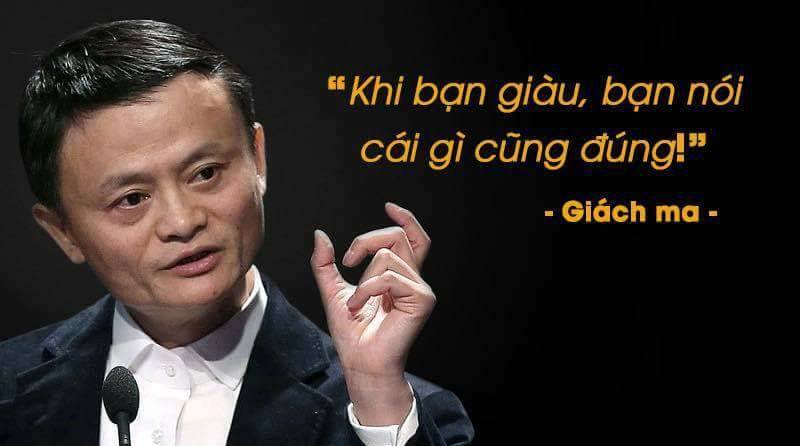 “Khi bạn giàu, bạn nói
cái gì cũng đúng!”
- Giách ma -